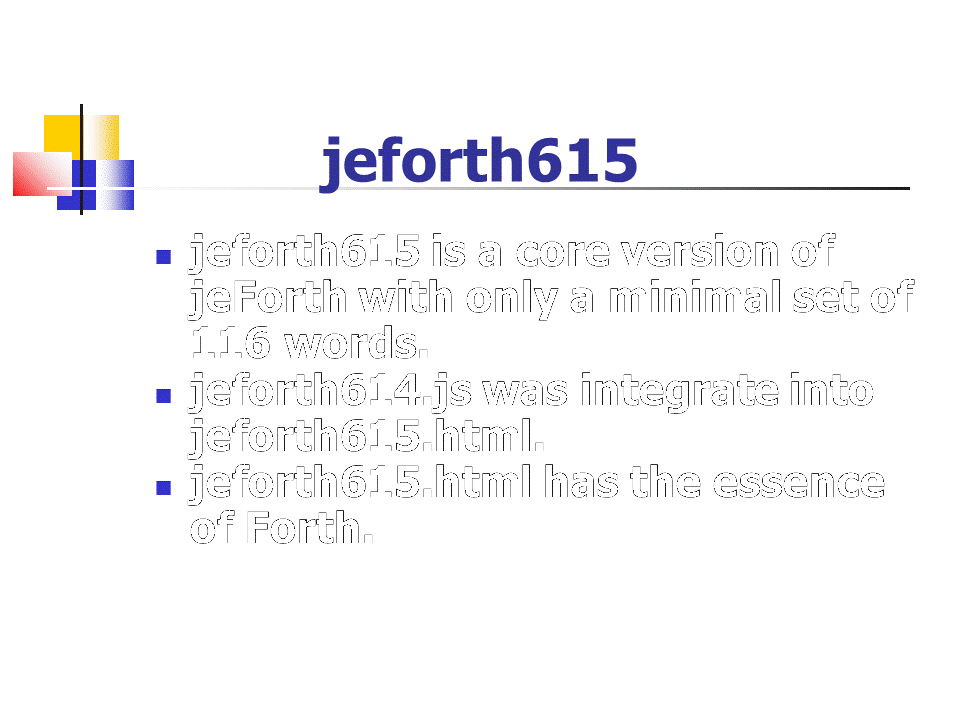 jeforth615
jeforth615 is a core version of
jeForth with only a minimal set of
116 words.
jeforth614.js was integrate into
jeforth615.html.
jeforth615.html has the essence
of Forth.